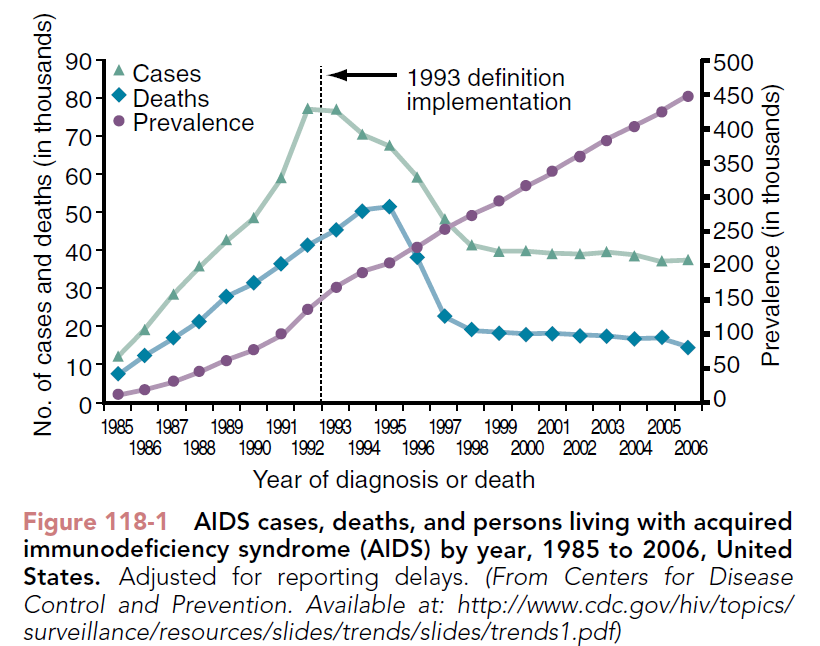 No. of cases and deaths (in thousands)
90
80
70
60
50
40
30
20
10
0
Cases
Deaths
Prevalence
1993 definition
implementation
500
450
400
350
300
250
200
150
100
50
0
Prevalence (in thousands)
1985 1987 1989 1991 1993 1995 1997 1999 2001 2003 2005
1986 1988 1990 1992 1994 1996 1998 2000 2002 2004 2006
Year of diagnosis or death
Figure 118-1 AIDS cases, deaths, and persons living with acquired
immunodeficiency syndrome (AIDS) by year, 1985 to 2006, United
States. Adjusted for reporting delays. (From Centers for Disease
Control and Prevention. Available at: http://www.cdc.gov/hiv/topics/
surveillance/resources/slides/trends/slides/trends1.pdf)